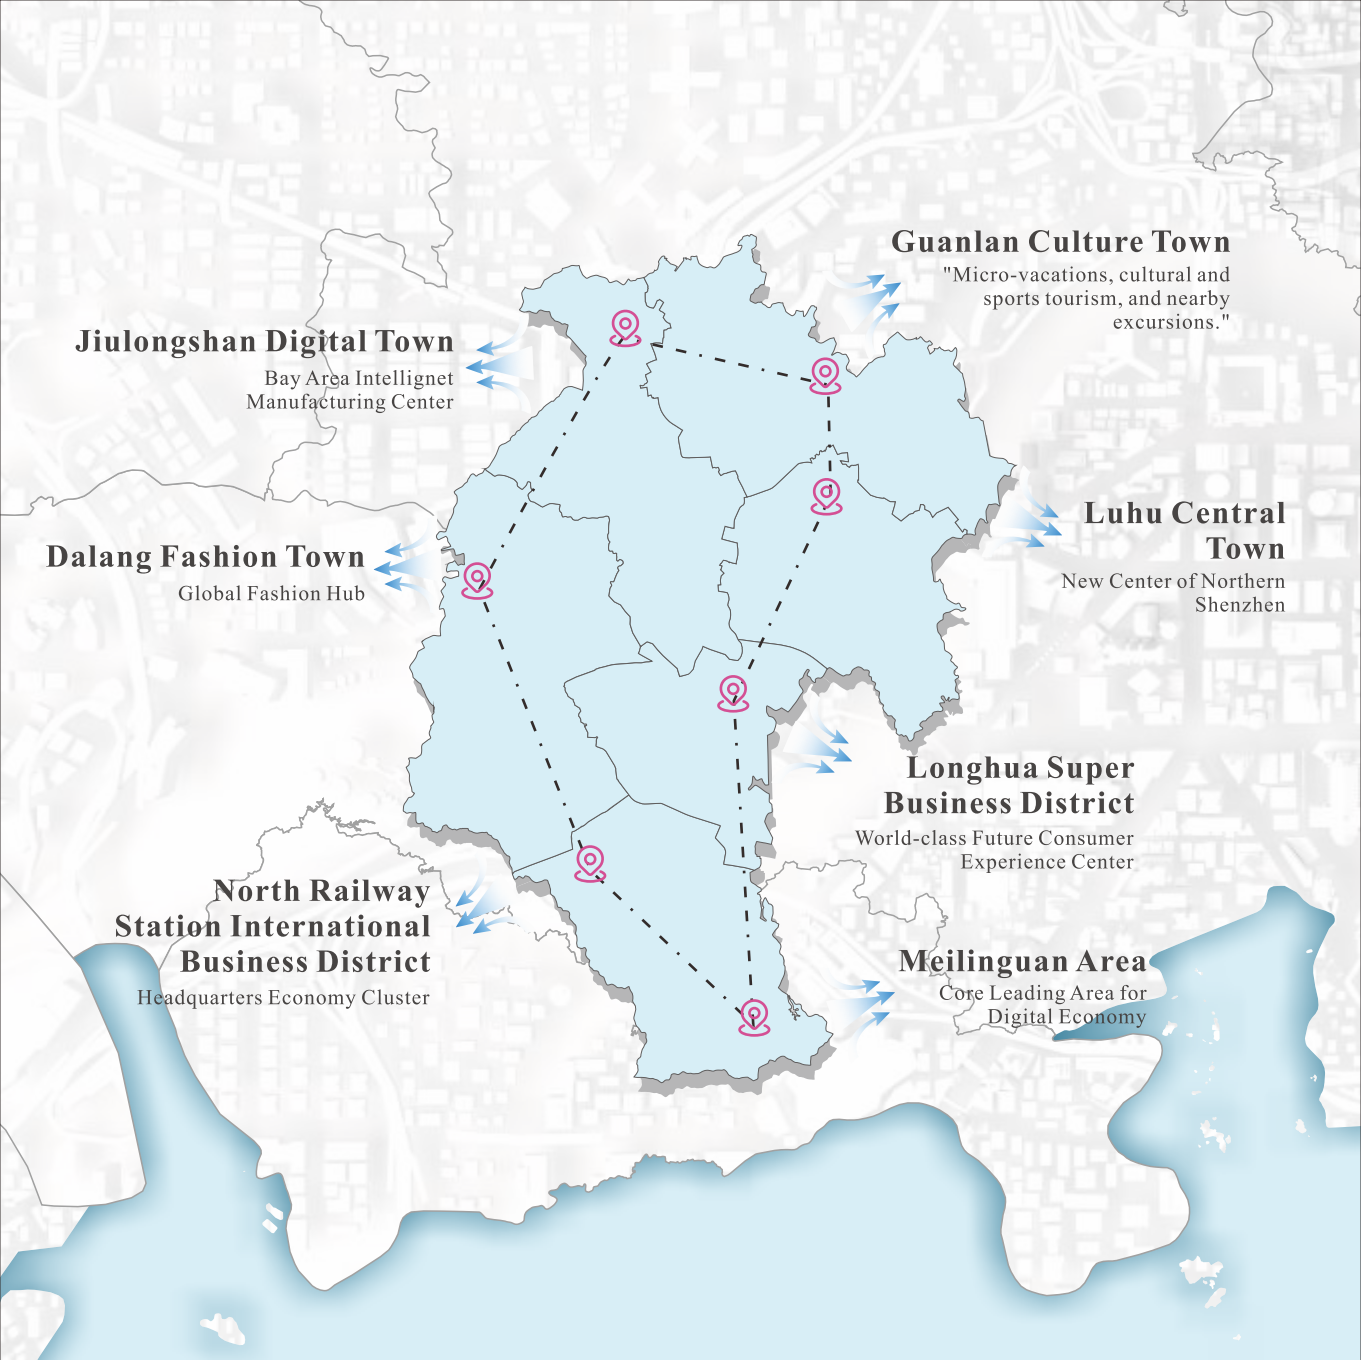 Guanlan Culture Town
"Micro-vacations, cultural and
sports tourism, and nearby
excursions."
Jiulongshan Digital Town
Bay Area Intellignet
Manufacturing Center
Luhu Central
Town
New Center of Northern
Shenzhen
Dalang Fashion Town
Global Fashion Hub
Longhua Super
Business District
World-class Future Consumer
Experience Center
North Railway
Station International
Business District
Headquarters Economy Cluster
Meilinguan Area
Core Leading Area for
Digital Economy